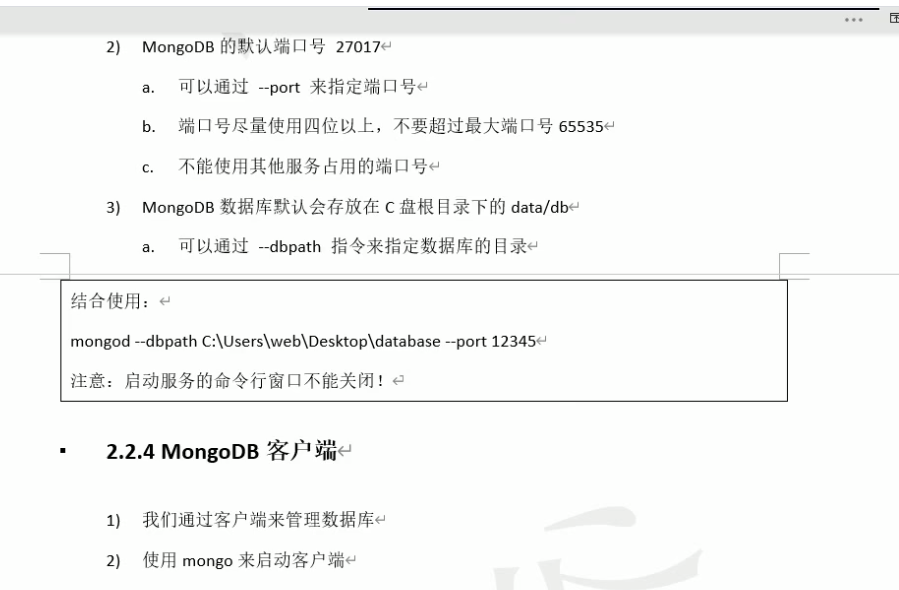 2) MongoDB 的默认端口号 27017
a. 可以通过 --port 来指定端口号
b. 端口号尽量使用四位以上，不要超过最大端口号 65535
c. 不能使用其他服务占用的端口号
3) MongoDB 数据库默认会存放在 C 盘根目录下的 data/db
a. 可以通过 --dbpath 指令来指定数据库的目录
结合使用：
mongod --dbpath C:\Users\web\Desktop\database --port 12345
注意：启动服务的命令行窗口不能关闭！
▪ 2.2.4 MongoDB 客户端
1) 我们通过客户端来管理数据库
2) 使用 mongo 来启动客户端